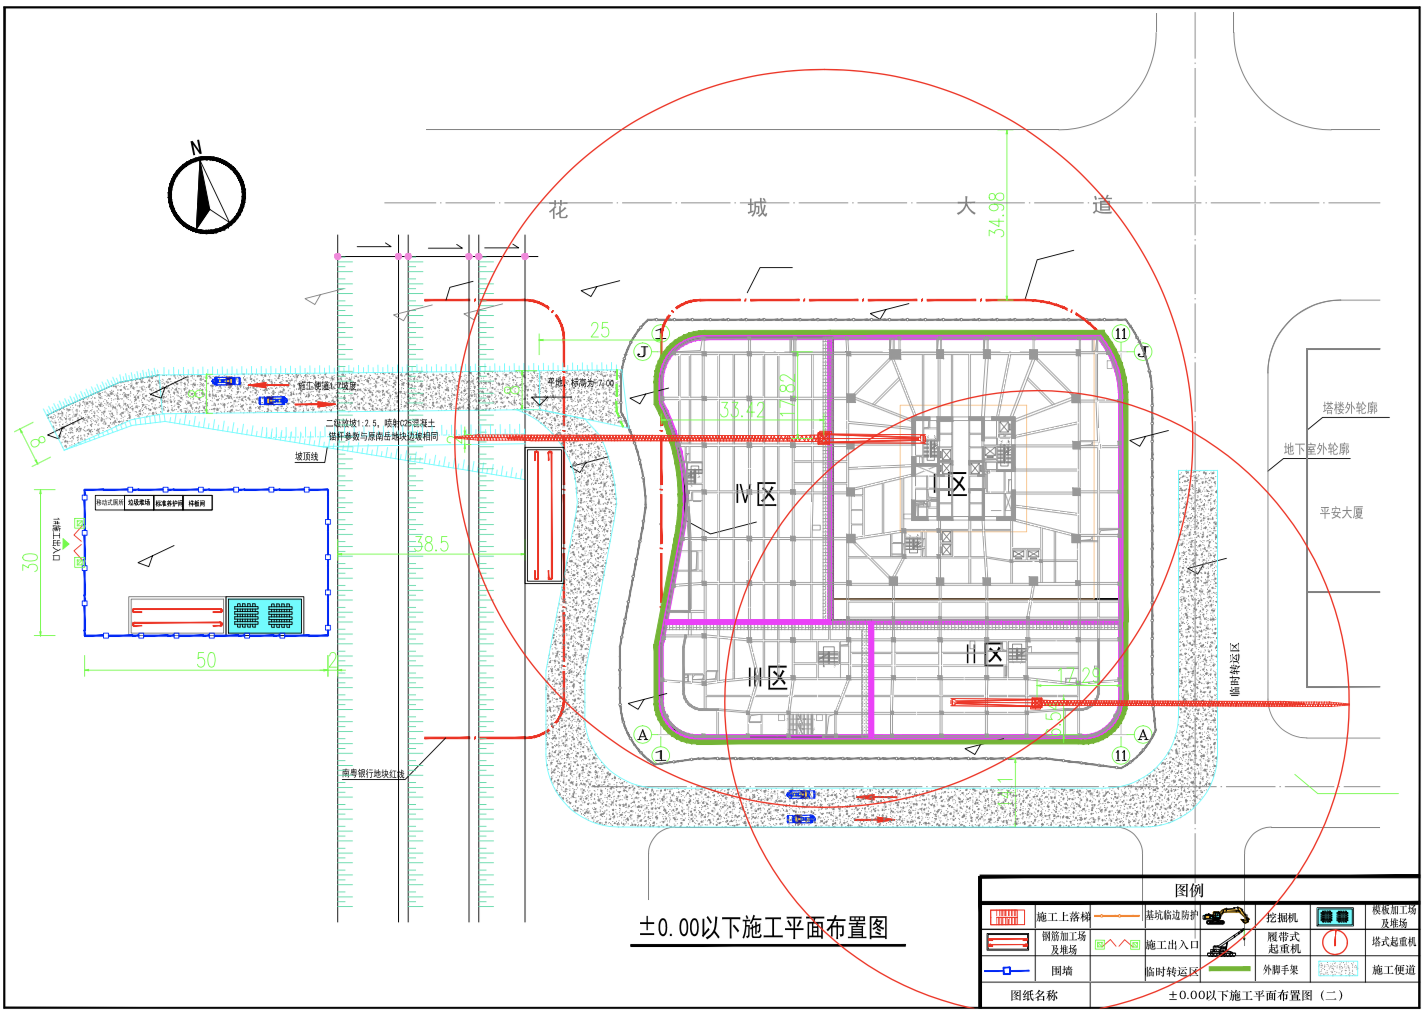 N
花 城 大 道
34.98
25
1
11
J
J
施工便道1:7坡度
平地,标高为-7.00
17.82
33.42
8
二级放坡1:2.5，喷射C25混凝土
锚杆参数与原南岳地块边坡相同
坡顶线
塔楼外轮廓
地下室外轮廓
平安大厦
移动式厕所
垃圾堆场
标准养护间
样板间
1#施工出入口
30
38.5
IV区
I区
III区
II区
临时转运区
50
2
17.29
A
A
1
11
南粤银行地块红线
±0.00以下施工平面布置图
图例
施工上落梯
基坑临边防护
挖掘机
模板加工场
及堆场
钢筋加工场
及堆场
施工出入口
履带式
起重机
塔式起重机
围墙
临时转运区
外脚手架
施工便道
图纸名称
±0.00以下施工平面布置图（二）